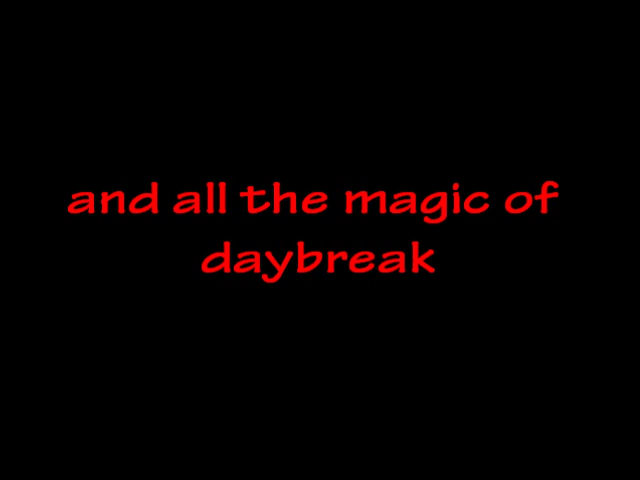 and all the magic of
daybreak